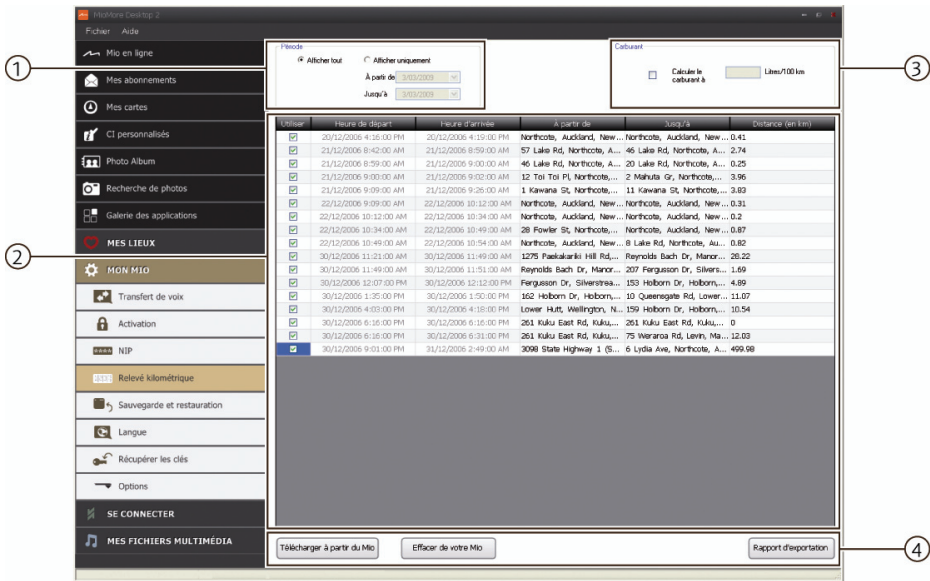 MioMore Desktop 2
Fichier Aide
Mio en ligne
Mes abonnements
Mes cartes
CI personnalisés
Photo Album
Recherche de photos
Galerie des applications
MES LIEUX
MON MIO
Transfert de voix
Activation
NIP
Relevé kilométrique
Sauvegarde et restauration
Langue
Récupérer les clés
Options
SE CONNECTER
MES FICHIERS MULTIMÉDIA
1
2
3
4
Période
Afficher tout Afficher uniquement
À partir de 3/03/2009
Jusqu'à 3/03/2009
Carburant
Calculer le carburant à Litres/100 km
Utiliser Heure de départ Heure d'arrivée À partir de Jusqu'à Distance (en km)
20/12/2006 4:16:00 PM 20/12/2006 4:19:00 PM Northcote, Auckland, New... Northcote, Auckland, New... 0.41
21/12/2006 8:42:00 AM 21/12/2006 8:59:00 AM 57 Lake Rd, Northcote, A... 46 Lake Rd, Northcote, A... 2.74
21/12/2006 8:59:00 AM 21/12/2006 9:00:00 AM 46 Lake Rd, Northcote, A... 20 Lake Rd, Northcote, A... 0.25
21/12/2006 9:00:00 AM 21/12/2006 9:02:00 AM 12 Toi Toi Pl, Northcote,... 2 Mahuta Gr, Northcote,... 3.96
21/12/2006 9:09:00 AM 21/12/2006 9:26:00 AM 1 Kawana St, Northcote,... 11 Kawana St, Northcote,... 3.83
22/12/2006 9:09:00 AM 22/12/2006 10:12:00 AM Northcote, Auckland, New... Northcote, Auckland, New... 0.31
22/12/2006 10:12:00 AM 22/12/2006 10:34:00 AM Northcote, Auckland, New... Northcote, Auckland, New... 0.2
22/12/2006 10:34:00 AM 22/12/2006 10:49:00 AM 28 Fowler St, Northcote,... Northcote, Auckland, New... 0.87
22/12/2006 10:49:00 AM 22/12/2006 10:54:00 AM Northcote, Auckland, New... 8 Lake Rd, Northcote, Au... 0.82
30/12/2006 11:21:00 AM 30/12/2006 11:49:00 AM 1275 Paekakariki Hill Rd,... Reynolds Bach Dr, Manor... 28.22
30/12/2006 11:49:00 AM 30/12/2006 11:51:00 AM Reynolds Bach Dr, Manor... 207 Fergusson Dr, Silvers... 1.69
30/12/2006 12:07:00 PM 30/12/2006 12:12:00 PM Fergusson Dr, Silverstrea... 153 Holborn Dr, Holborn,... 4.89
30/12/2006 1:35:00 PM 30/12/2006 1:50:00 PM 162 Holborn Dr, Holborn,... 10 Queensgate Rd, Lower... 11.07
30/12/2006 4:03:00 PM 30/12/2006 4:18:00 PM Lower Hutt, Wellington, N... 159 Holborn Dr, Holborn,... 10.54
30/12/2006 6:16:00 PM 30/12/2006 6:16:00 PM 261 Kuku East Rd, Kuku,... 261 Kuku East Rd, Kuku,... 0
30/12/2006 6:16:00 PM 30/12/2006 6:31:00 PM 261 Kuku East Rd, Kuku,... 75 Weraroa Rd, Levin, Ma... 12.03
30/12/2006 9:01:00 PM 31/12/2006 2:49:00 AM 3098 State Highway 1 (S... 6 Lydia Ave, Northcote, A... 499.98
Télécharger à partir du Mio Effacer de votre Mio Rapport d'exportation